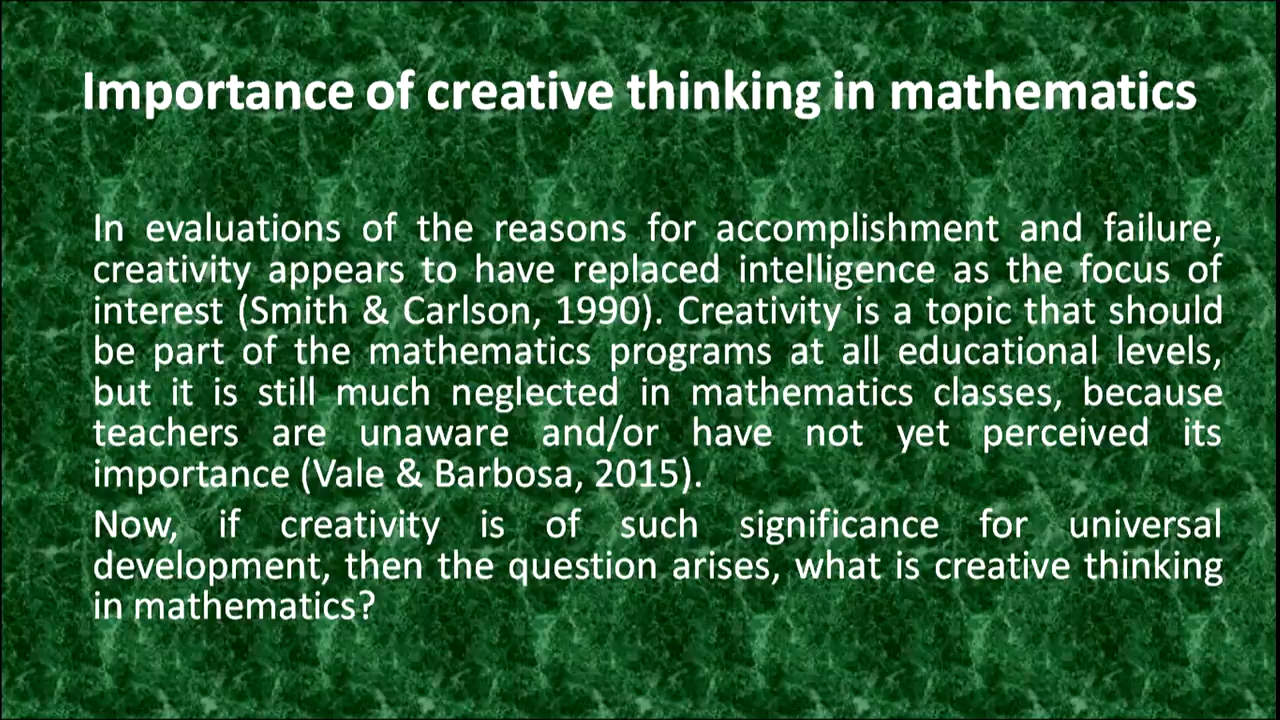 Importance of creative thinking in mathematics
In evaluations of the reasons for accomplishment and failure,
creativity appears to have replaced intelligence as the focus of
interest (Smith & Carlson, 1990). Creativity is a topic that should
be part of the mathematics programs at all educational levels,
but it is still much neglected in mathematics classes, because
teachers are unaware and/or have not yet perceived its
importance (Vale & Barbosa, 2015).
Now, if creativity is of such significance for universal
development, then the question arises, what is creative thinking
in mathematics?